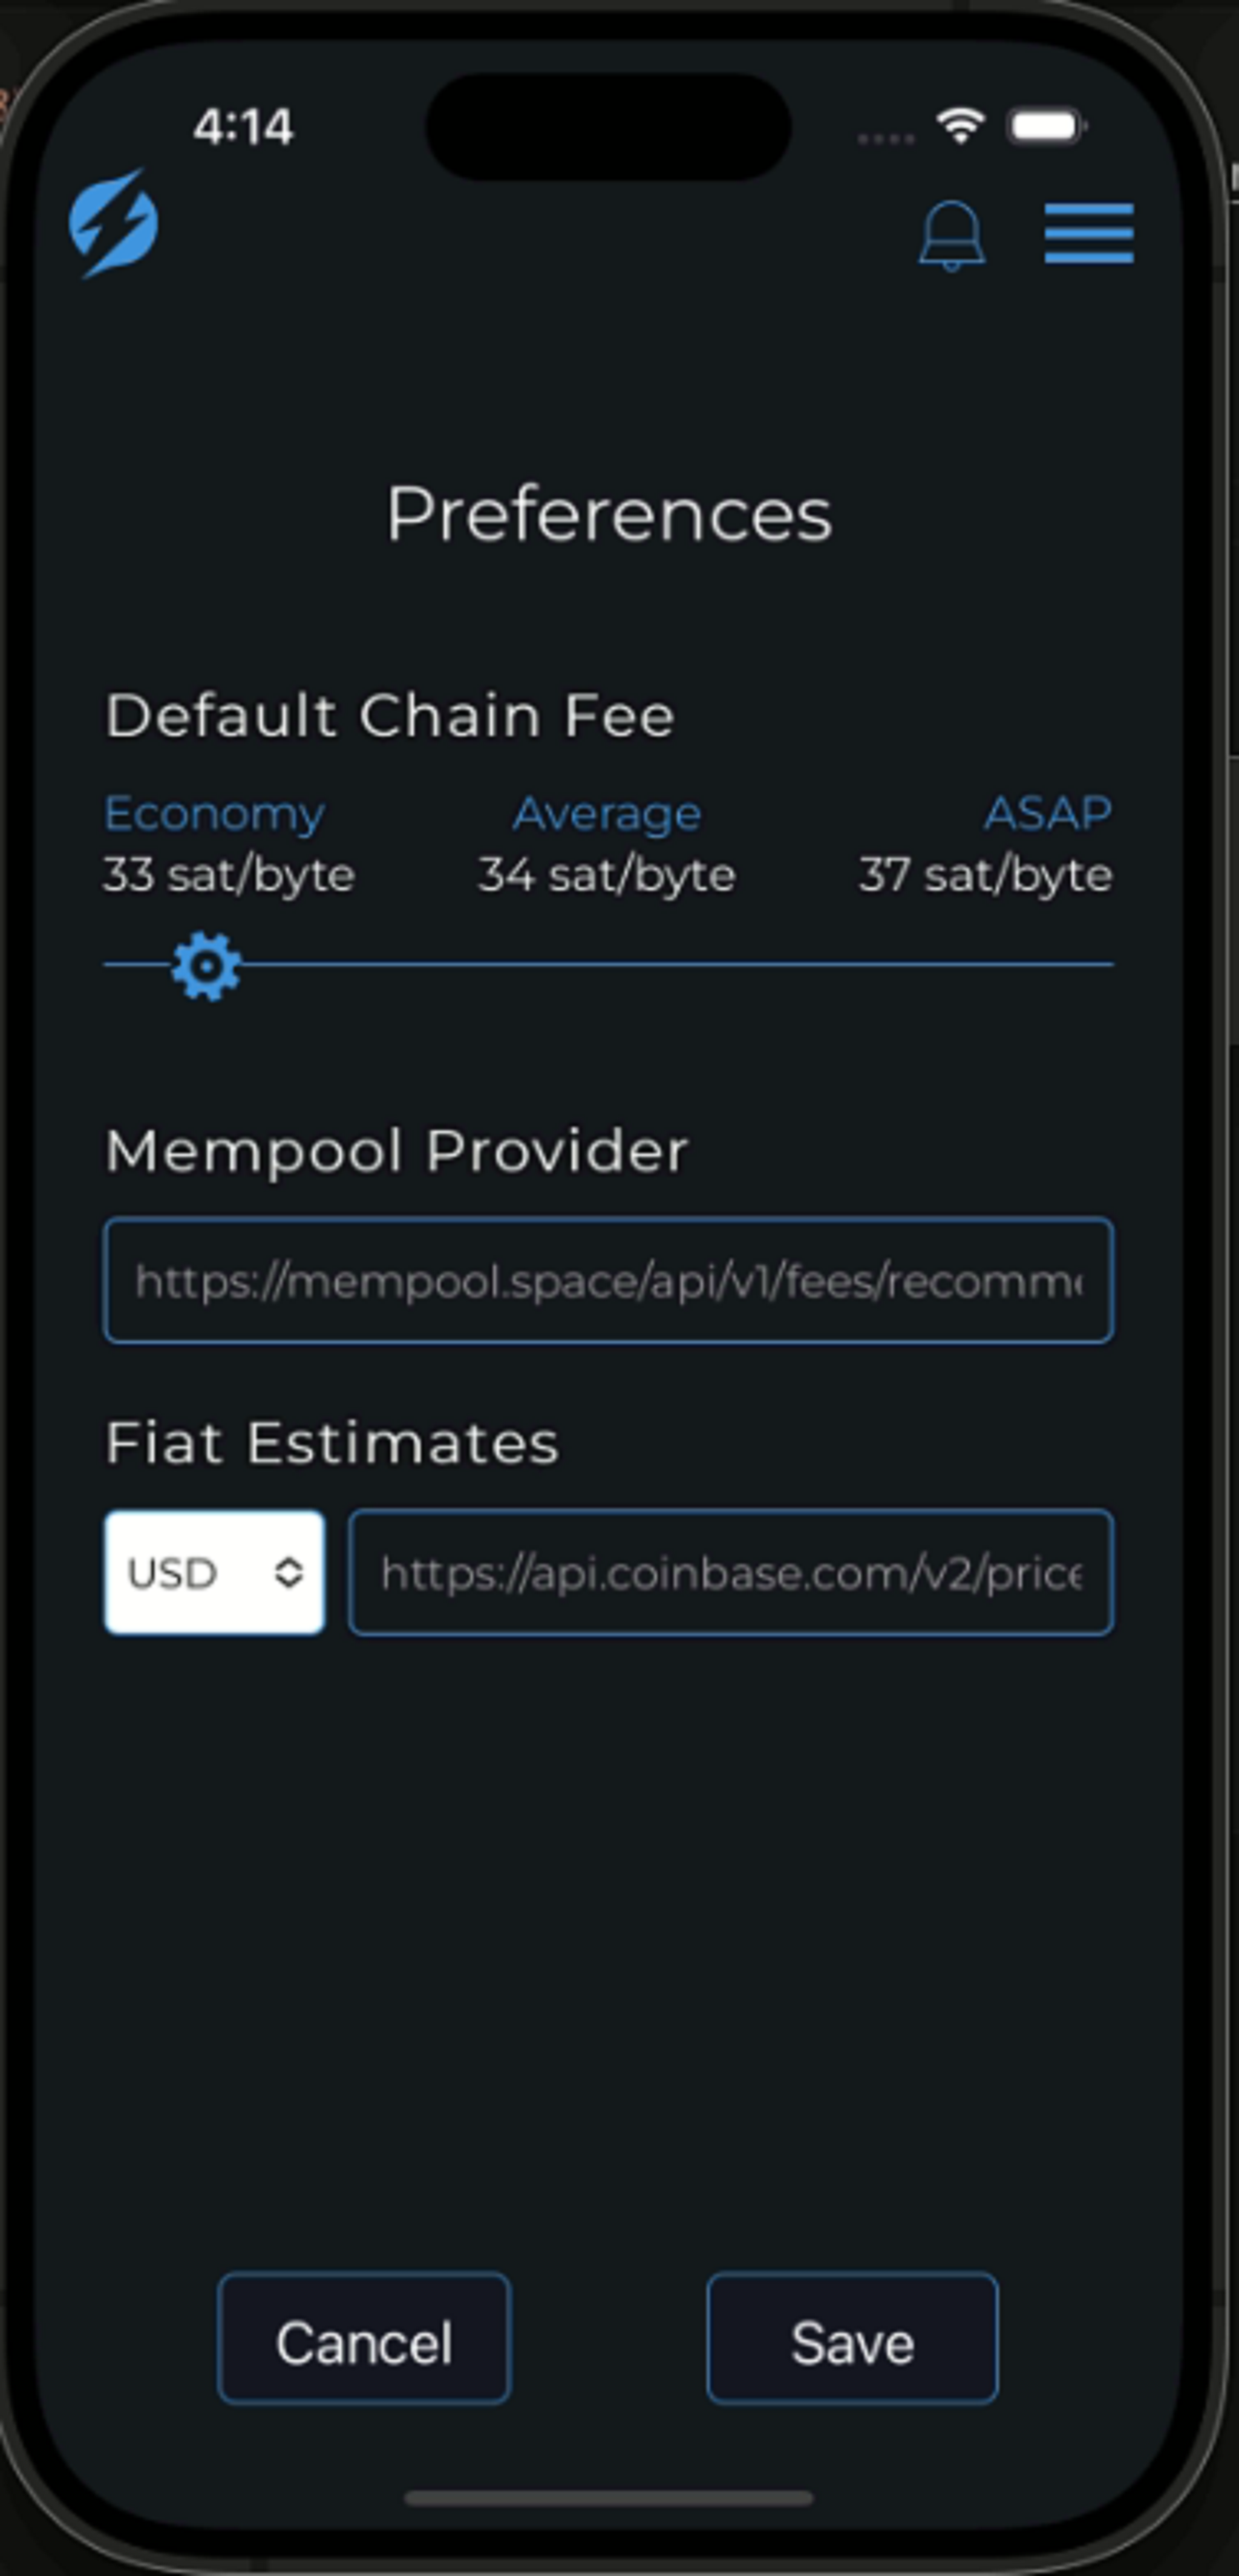 4:14
Preferences
Default Chain Fee
Economy Average ASAP
33 sat/byte 34 sat/byte 37 sat/byte
Mempool Provider
https://mempool.space/api/v1/fees/recomm
Fiat Estimates
USD https://api.coinbase.com/v2/price
Cancel Save